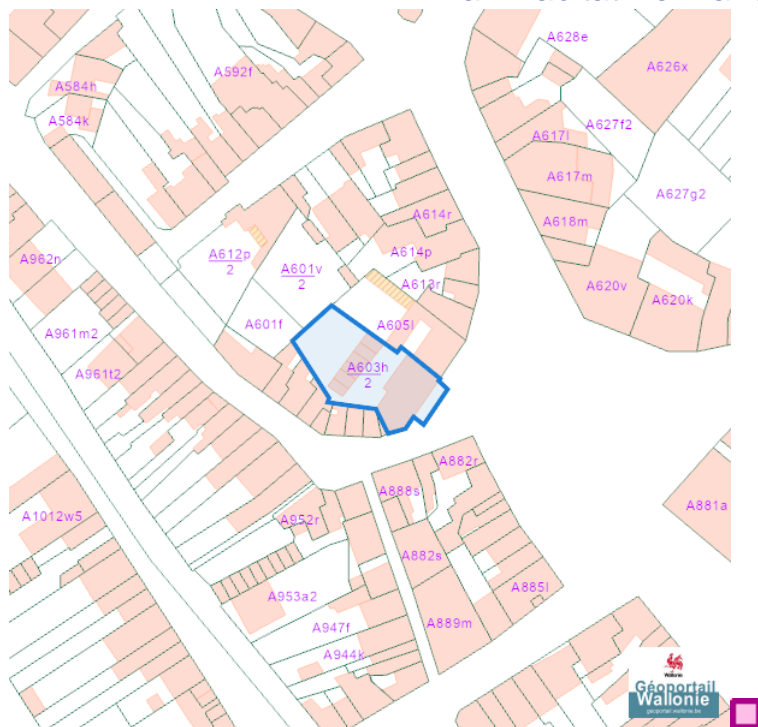 A628e
A626x
A592f
A584h
A584k
A627f2
A617l
A617m
A627g2
A614r
A618m
A962n
A612p
2
A601v
2
A614p
A613r
A620v
A620k
A601f
A605l
A961m2
A961t2
A603h
2
A882r
A888s
A881a
A1012w5
A952r
A882s
A885l
A953a2
A947f
A889m
A944k
Wallonie
Géoportail
Wallonie
geoportail.wallonie.be